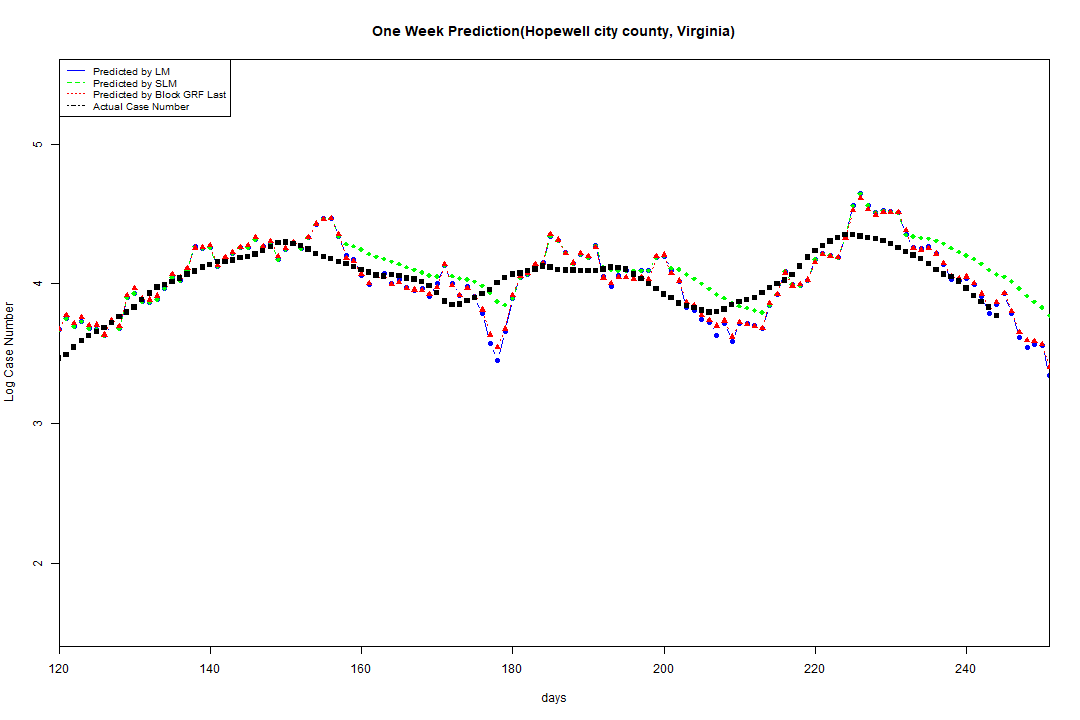 One Week Prediction(Hopewell city county, Virginia)
Predicted by LM
Predicted by SLM
Predicted by Block GRF Last
Actual Case Number
5
4
3
2
Log Case Number
120 140 160 180 200 220 240
days